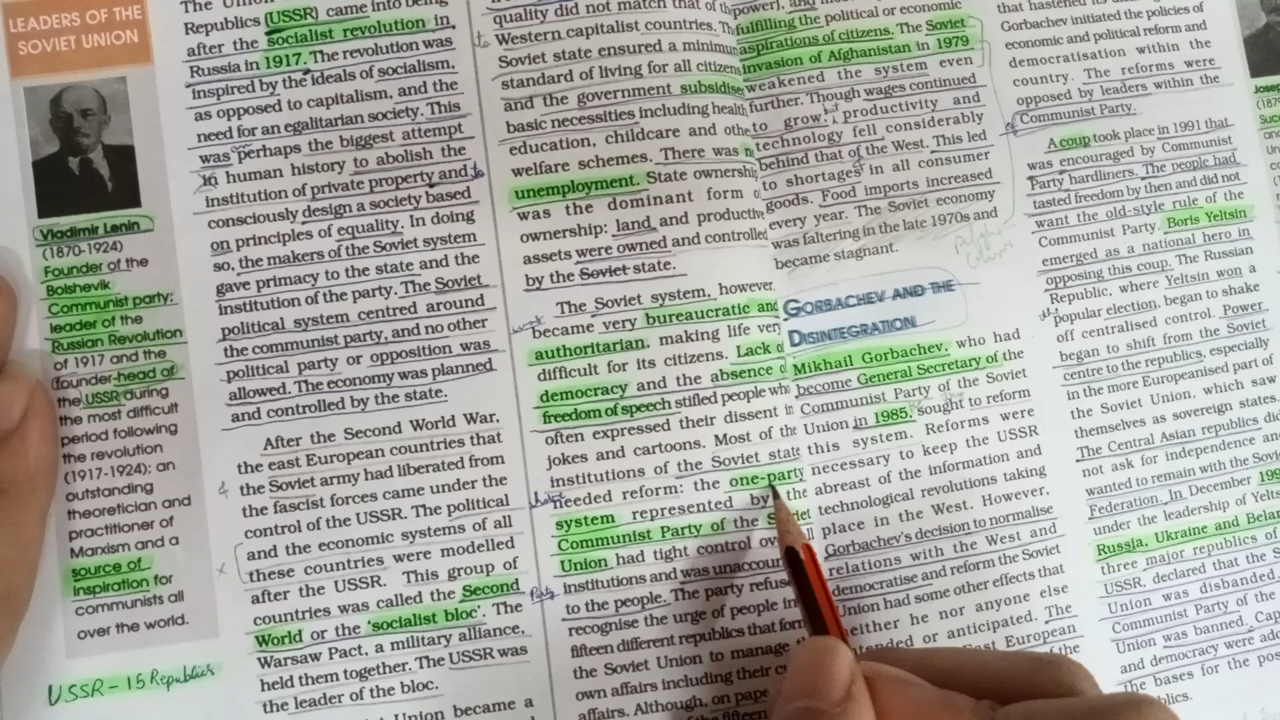 LEADERS OF THE
SOVIET UNION
Vladimir Lenin
(1870-1924)
Founder of the
Bolshevik
Communist party;
leader of the
Russian Revolution
of 1917 and the
founder-head of
the USSR during
the most difficult
period following
the revolution
(1917-1924); an
outstanding
theoretician and
practitioner of
Marxism and a
source of
inspiration for
communists all
over the world.
USSR - 15 Republics
Republics (USSR) came into being
after the socialist revolution in
Russia in 1917. The revolution was
inspired by the ideals of socialism,
as opposed to capitalism, and the
need for an egalitarian society. This
was perhaps the biggest attempt
in human history to abolish the
institution of private property and to
consciously design a society based
on principles of equality. In doing
so, the makers of the Soviet system
gave primacy to the state and the
institution of the party. The Soviet
political system centred around
the communist party, and no other
political party or opposition was
allowed. The economy was planned
and controlled by the state.
After the Second World War,
the east European countries that
the Soviet army had liberated from
the fascist forces came under the
control of the USSR. The political
and the economic systems of all
these countries were modelled
after the USSR. This group of
countries was called the Second
World or the 'socialist bloc'. The
Warsaw Pact, a military alliance,
held them together. The USSR was
the leader of the bloc.
Union became a
quality did not match that of the
Western capitalist countries. The
Soviet state ensured a minimum
standard of living for all citizens,
and the government subsidised
basic necessities including health,
education, childcare and other
welfare schemes. There was
unemployment. State ownership
was the dominant form
ownership: land and productive
assets were owned and controlled
by the Soviet state.
The Soviet system, however,
became very bureaucratic and
authoritarian, making life very
difficult for its citizens. Lack
democracy and the absence
freedom of speech stifled people who
often expressed their dissent in
jokes and cartoons. Most of the
institutions of the Soviet state
needed reform: the one-party
system represented by the
Communist Party of the Soviet
Union had tight control
institutions and was
to the people. The party
recognise the urge of people in
fifteen different republics that
the Soviet Union to manage
own affairs including their
affairs. Although, on
the fifteen
power), and
fulfilling the political or economic
aspirations of citizens. The Soviet
invasion of Afghanistan in 1979
weakened the system even
further. Though wages continued
to grow, productivity and
technology fell considerably
behind that of the West. This led
to shortages in all consumer
goods. Food imports increased
every year. The Soviet economy
was faltering in the late 1970s and
became stagnant.
GORBACHEV AND THE
DISINTEGRATION
Mikhail Gorbachev, who had
become General Secretary of the
Communist Party of the Soviet
Union in 1985, sought to reform
this system. Reforms were
necessary to keep the USSR
abreast of the information and
technological revolutions taking
place in the West. However,
Gorbachev's decision to normalise
relations with the West and
democratise and reform the Soviet
Union had some other effects that
neither he nor anyone else
intended or anticipated. The
East European
of the
Gorbachev initiated the policies of
economic and political reform and
democratisation within the
country. The reforms were
opposed by leaders within the
Communist Party.
A coup took place in 1991 that
was encouraged by Communist
Party hardliners. The people had
tasted freedom by then and did not
want the old-style rule of the
Communist Party. Boris Yeltsin
emerged as a national hero in
opposing this coup. The Russian
Republic, where Yeltsin won a
popular election, began to shake
off centralised control. Power
began to shift from the Soviet
centre to the republics, especially
in the more Europeanised part of
the Soviet Union, which saw
themselves as sovereign states.
The Central Asian republics did
not ask for independence and
wanted to remain with the Soviet
Federation. In December
under the leadership of Yeltsin
Russia, Ukraine and
three major republics of
USSR, declared that the
Union was disbanded.
Communist Party of the
Union was banned.
and democracy were
the bases for the